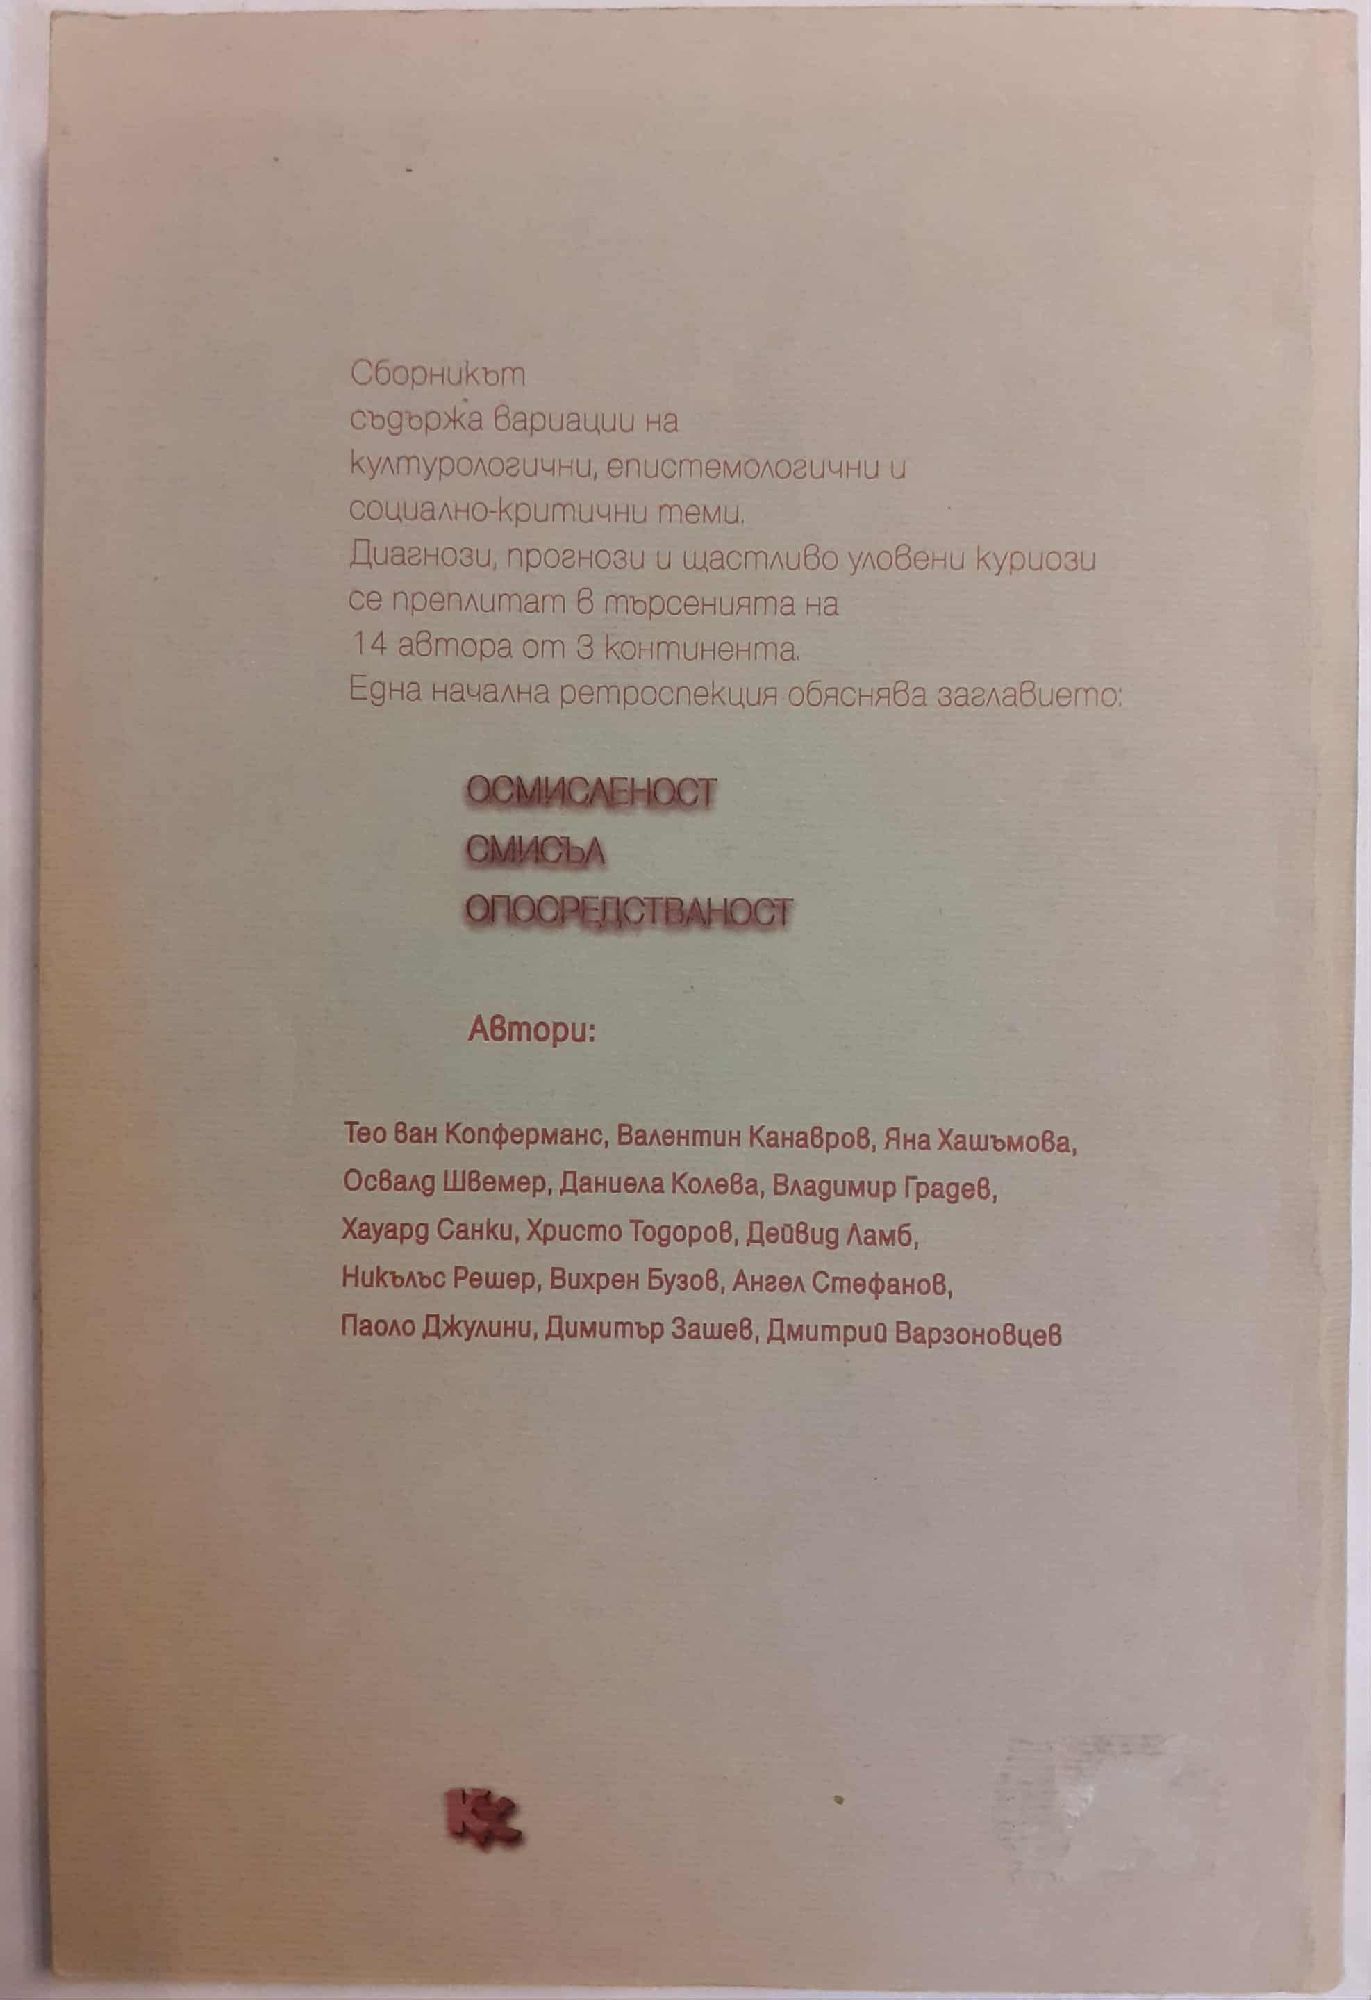 Сборникът
съдържа вариации на
културологични, епистемологични и
социално-критични теми.
Диагнози, прогнози и щастливо уловени куриози
се преплитат в търсенията на
14 автора от 3 континента.
Една начална ретроспекция обяснява заглавието:
ОСМИСЛЕНОСТ
СМИСЪЛ
ОПОСРЕДСТВАНОСТ
Автори:
Тео ван Копферманс, Валентин Канавров, Яна Хашъмова,
Освалд Швемер, Даниела Колева, Владимир Градев,
Хауард Санки, Христо Тодоров, Дейвид Ламб,
Никълъс Решер, Вихрен Бузов, Ангел Стефанов,
Паоло Джулини, Димитър Зашев, Дмитрий Варзоновцев